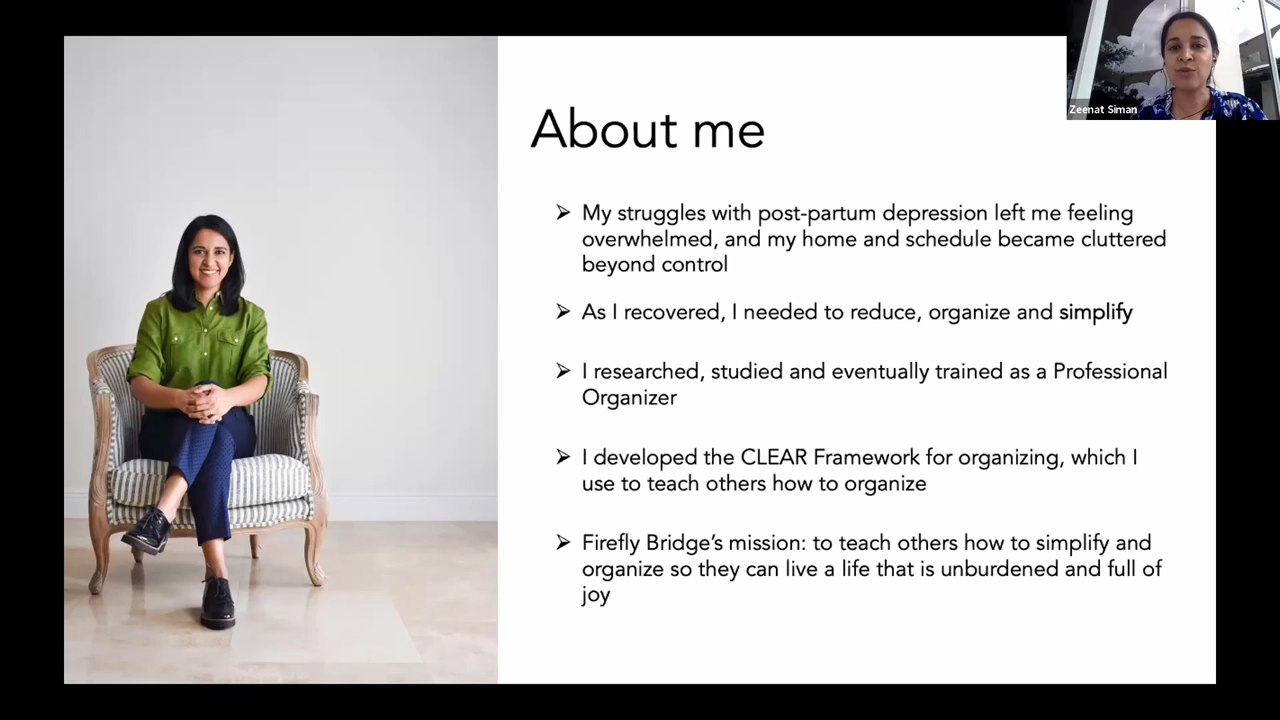 Zeenat Siman
About me
➢ My struggles with post-partum depression left me feeling
overwhelmed, and my home and schedule became cluttered
beyond control
➢ As I recovered, I needed to reduce, organize and simplify
➢ I researched, studied and eventually trained as a Professional
Organizer
➢ I developed the CLEAR Framework for organizing, which I
use to teach others how to organize
➢ Firefly Bridge’s mission: to teach others how to simplify and
organize so they can live a life that is unburdened and full of
joy